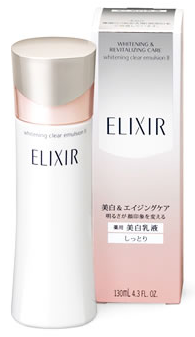 whitening clear emulsion II
ELIXIR
WHITENING &
REVITALIZING CARE
whitening clear emulsion II
ELIXIR
美白&エイジングケア
明るさが顔印象を変える
薬用 美白乳液
しっとり
130mL 4.3 FL. OZ.